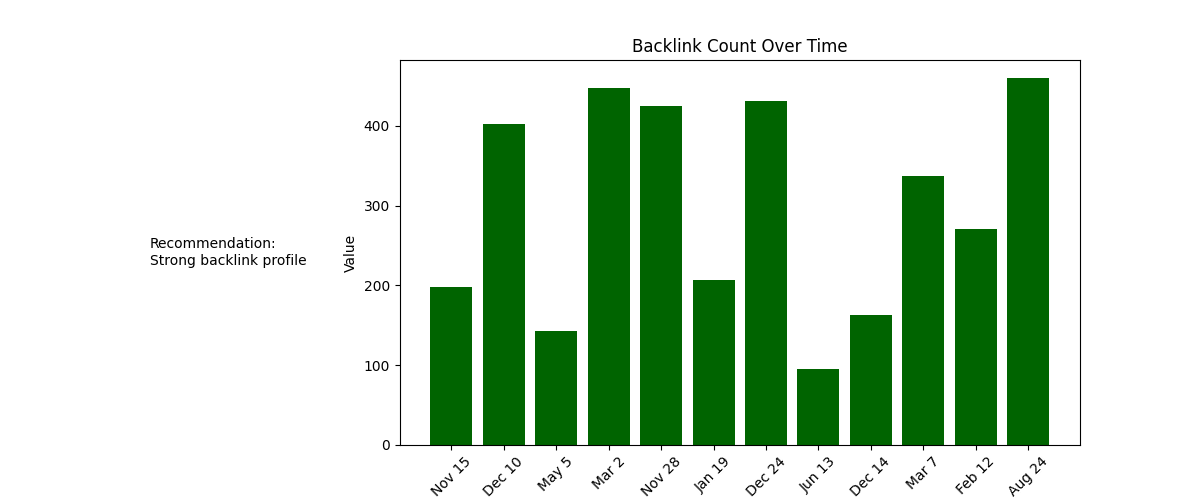 Backlink Count Over Time
Recommendation:
Strong backlink profile
Value
400
300
200
100
0
Nov 15
Dec 10
May 5
Mar 2
Nov 28
Jan 19
Dec 24
Jun 13
Dec 14
Mar 7
Feb 12
Aug 24